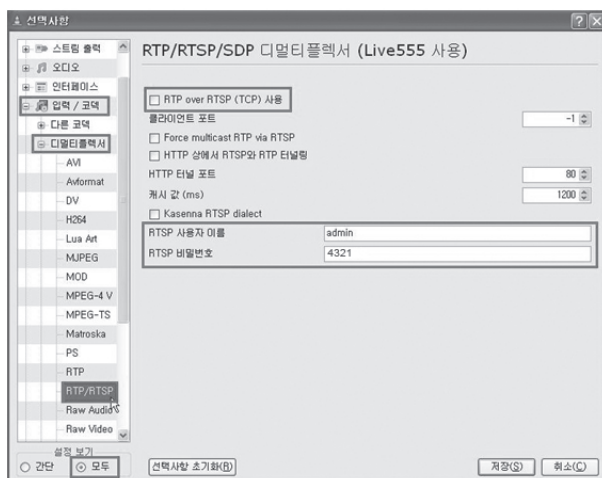 선택사항
스트림 출력
오디오
인터페이스
입력 / 코덱
다른 코덱
디멀티플렉서
AVI
Avformat
DV
H264
Lua Art
MJPEG
MOD
MPEG-4 V
MPEG-TS
Matroska
PS
RTP
RTP/RTSP
Raw Audio
Raw Video
설정 보기
간단
모두
RTP/RTSP/SDP 디멀티플렉서 (Live555 사용)
RTP over RTSP (TCP) 사용
클라이언트 포트 -1
Force multicast RTP via RTSP
HTTP 상에서 RTSP와 RTP 터널링
HTTP 터널 포트 80
캐시 값 (ms) 1200
Kasenna RTSP dialect
RTSP 사용자 이름 admin
RTSP 비밀번호 4321
선택사항 초기화(R)
저장(S)
취소(C)